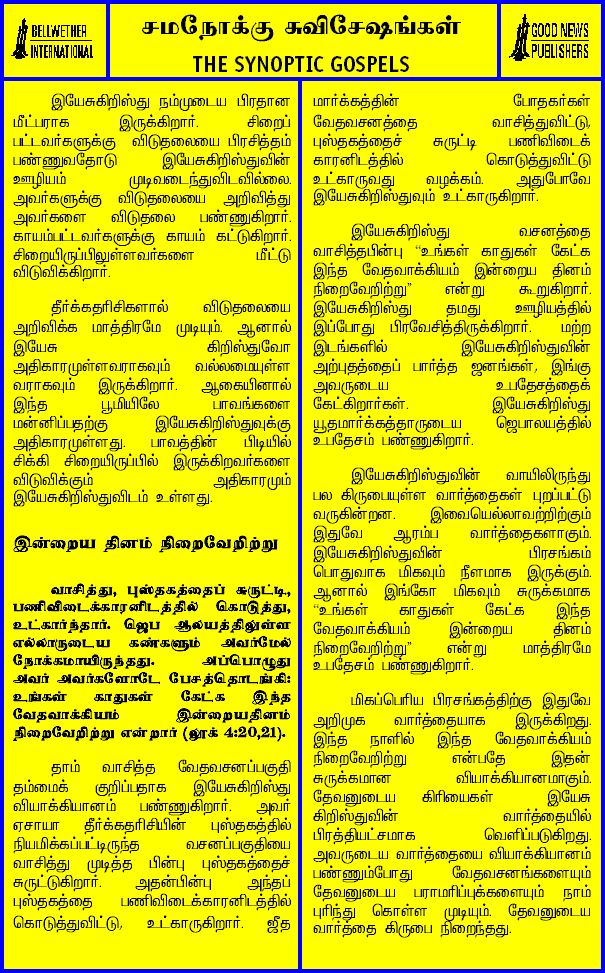 BELLWETHER
INTERNATIONAL
சமநோக்கு சுவிசேஷங்கள்
THE SYNOPTIC GOSPELS
GOOD NEWS
PUBLISHERS
இயேசுகிறிஸ்து நம்முடைய பிரதான
மீட்பராக இருக்கிறார். சிறைப்
பட்டவர்களுக்கு விடுதலையை பிரசித்தம்
பண்ணுவதோடு இயேசுகிறிஸ்துவின்
ஊழியம் முடிவடைந்துவிடவில்லை.
அவர்களுக்கு விடுதலையை அறிவித்து
அவர்களை விடுதலை பண்ணுகிறார்.
காயம்பட்டவர்களுக்கு காயம் கட்டுகிறார்.
சிறையிருப்பிலுள்ளவர்களை மீட்டு
விடுவிக்கிறார்.
தீர்க்கதரிசிகளால் விடுதலையை
அறிவிக்க மாத்திரமே முடியும். ஆனால்
இயேசு கிறிஸ்துவோ
அதிகாரமுள்ளவராகவும் வல்லமையுள்ள
வராகவும் இருக்கிறார். ஆகையினால்
இந்த பூமியிலே பாவங்களை
மன்னிப்பதற்கு இயேசுகிறிஸ்துவுக்கு
அதிகாரமுள்ளது. பாவத்தின் பிடியில்
சிக்கி சிறையிருப்பில் இருக்கிறவர்களை
விடுவிக்கும் அதிகாரமும்
இயேசுகிறிஸ்துவிடம் உள்ளது.
இன்றைய தினம் நிறைவேறிற்று
வாசித்து, புஸ்தகத்தைப் சுருட்டி,,
பணிவிடைக்காரனிடத்தில் கொடுத்து,
உட்கார்ந்தார். ஜெப ஆலயத்திலுள்ள
எல்லாருடைய கண்களும் அவர்மேல்
நோக்கமாயிருந்தது. அப்பொழுது
அவர் அவர்களோடே பேசத்தொடங்கி:
உங்கள் காதுகள் கேட்க இந்த
வேதவாக்கியம் இன்றையதினம்
நிறைவேறிற்று என்றார் (லூக் 4:20,21).
தாம் வாசித்த வேதவசனப்பகுதி
தம்மைக் குறிப்பதாக இயேசுகிறிஸ்து
வியாக்கியானம் பண்ணுகிறார். அவர்
ஏசாயா தீர்க்கதரிசியின் புஸ்தகத்தில்
நியமிக்கப்பட்டிருந்த வசனப்பகுதியை
வாசித்து முடித்த பின்பு புஸ்தகத்தைச்
சுருட்டுகிறார். அதன்பின்பு அந்தப்
புஸ்தகத்தை பணிவிடைக்காரனிடத்தில்
கொடுத்துவிட்டு, உட்காருகிறார். ஜீத
மார்க்கத்தின் போதகர்கள்
வேதவசனத்தை வாசித்துவிட்டு,
புஸ்தகத்தைச் சுருட்டி பணிவிடைக்
காரனிடத்தில் கொடுத்துவிட்டு
உட்காருவது வழக்கம். அதுபோலே
இயேசுகிறிஸ்துவும் உட்காருகிறார்.
இயேசுகிறிஸ்து வசனத்தை
வாசித்தபின்பு “உங்கள் காதுகள் கேட்க
இந்த வேதவாக்கியம் இன்றைய தினம்
நிறைவேறிற்று” என்று கூறுகிறார்.
இயேசுகிறிஸ்து தமது ஊழியத்தில்
இப்போது பிரவேசித்திருக்கிறார். மற்ற
இடங்களில் இயேசுகிறிஸ்துவின்
அற்புதத்தைப் பார்த்த ஜனங்கள், இங்கு
அவருடைய உபதேசத்தைக்
கேட்கிறார்கள். இயேசுகிறிஸ்து
யூதமார்க்கத்தாருடைய ஜெபாலயத்தில்
உபதேசம் பண்ணுகிறார்.
இயேசுகிறிஸ்துவின் வாயிலிருந்து
பல கிருபையுள்ள வார்த்தைகள் புறப்பட்டு
வருகின்றன. இவையெல்லாவற்றிற்கும்
இதுவே ஆரம்ப வார்த்தைகளாகும்.
இயேசுகிறிஸ்துவின் பிரசங்கம்
பொதுவாக மிகவும் நீளமாக இருக்கும்.
ஆனால் இங்கோ மிகவும் சுருக்கமாக
“உங்கள் காதுகள் கேட்க இந்த
வேதவாக்கியம் இன்றைய தினம்
நிறைவேறிற்று” என்று மாத்திரமே
உபதேசம் பண்ணுகிறார்.
மிகப்பெரிய பிரசங்கத்திற்கு இதுவே
அறிமுக வார்த்தையாக இருக்கிறது.
இந்த நாளில் இந்த வேதவாக்கியம்
நிறைவேறிற்று என்பதே இதன்
சுருக்கமான வியாக்கியானமாகும்.
தேவனுடைய கிரியைகள் இயேசு
கிறிஸ்துவின் வார்த்தையில்
பிரத்தியட்சமாக வெளிப்படுகிறது.
அவருடைய வார்த்தையை வியாக்கியானம்
பண்ணும்போது வேதவசனங்களையும்
தேவனுடைய பராமரிப்புக்களையும் நாம்
புரிந்து கொள்ள முடியும். தேவனுடைய
வார்த்தை கிருபை நிறைந்தது.